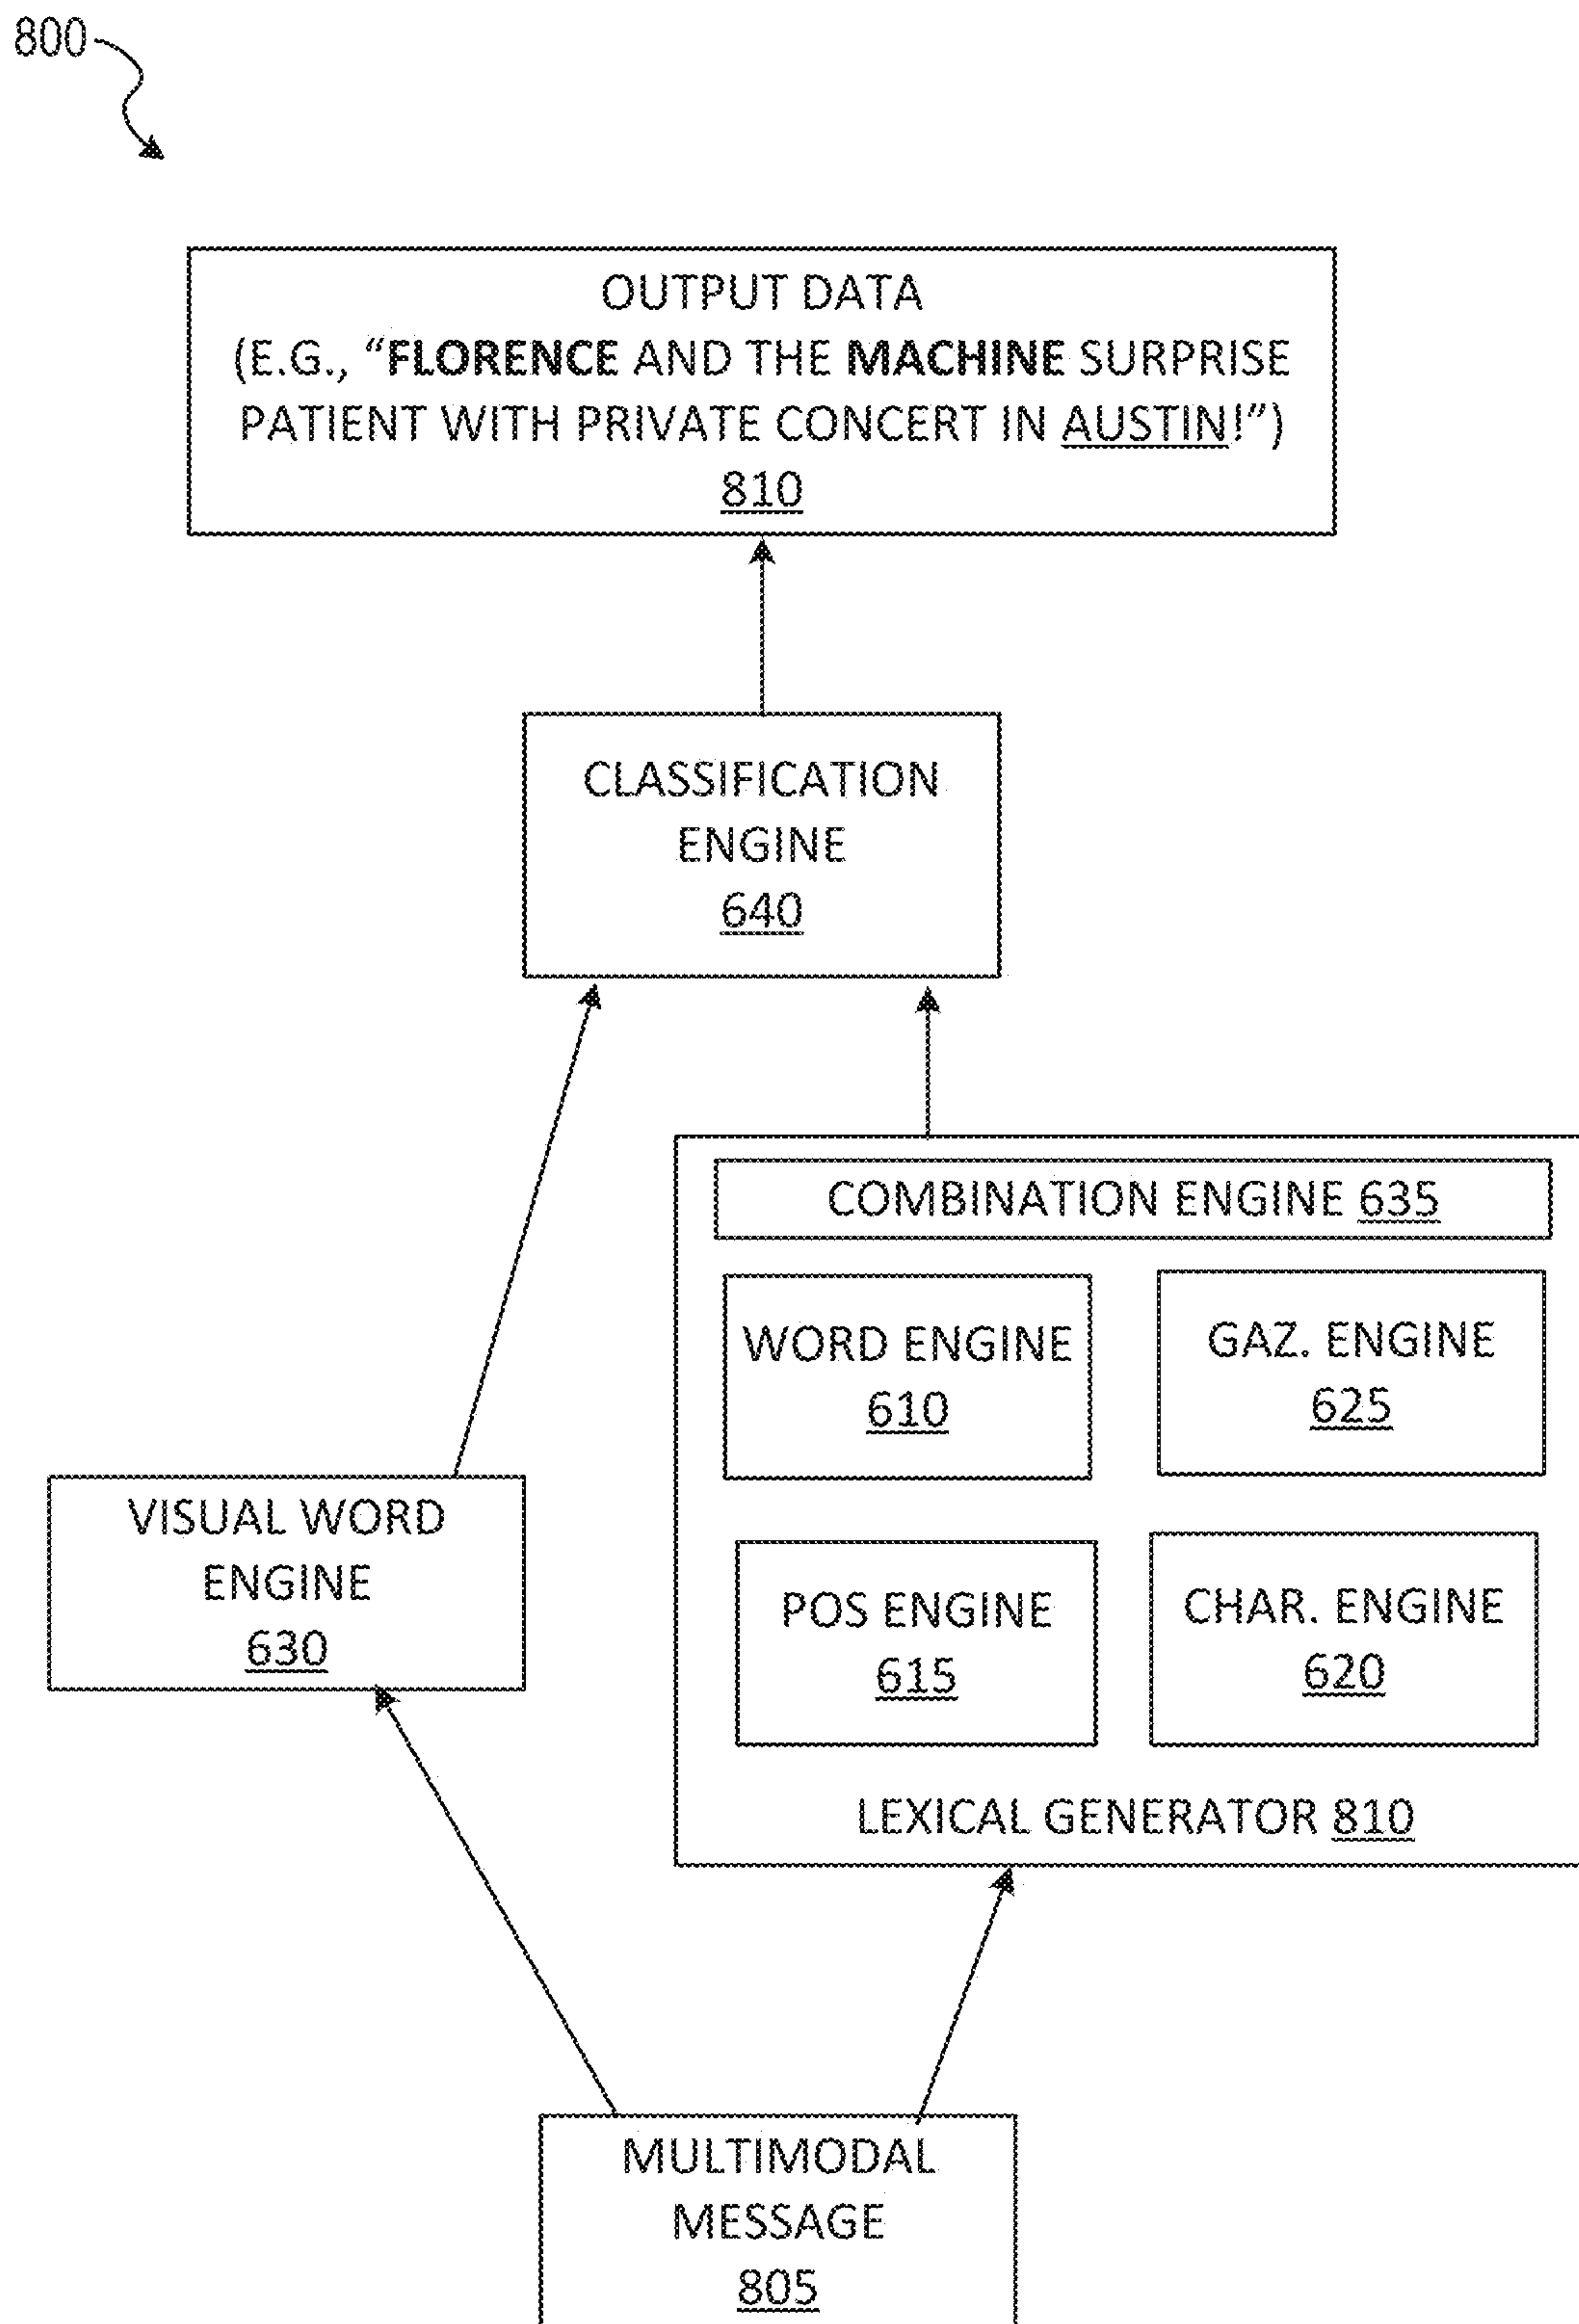 800
OUTPUT DATA
(E.G., “FLORENCE AND THE MACHINE SURPRISE
PATIENT WITH PRIVATE CONCERT IN AUSTIN!”)
810
CLASSIFICATION
ENGINE
640
COMBINATION ENGINE 635
WORD ENGINE
610
GAZ. ENGINE
625
VISUAL WORD
ENGINE
630
POS ENGINE
615
CHAR. ENGINE
620
LEXICAL GENERATOR 810
MULTIMODAL
MESSAGE
805